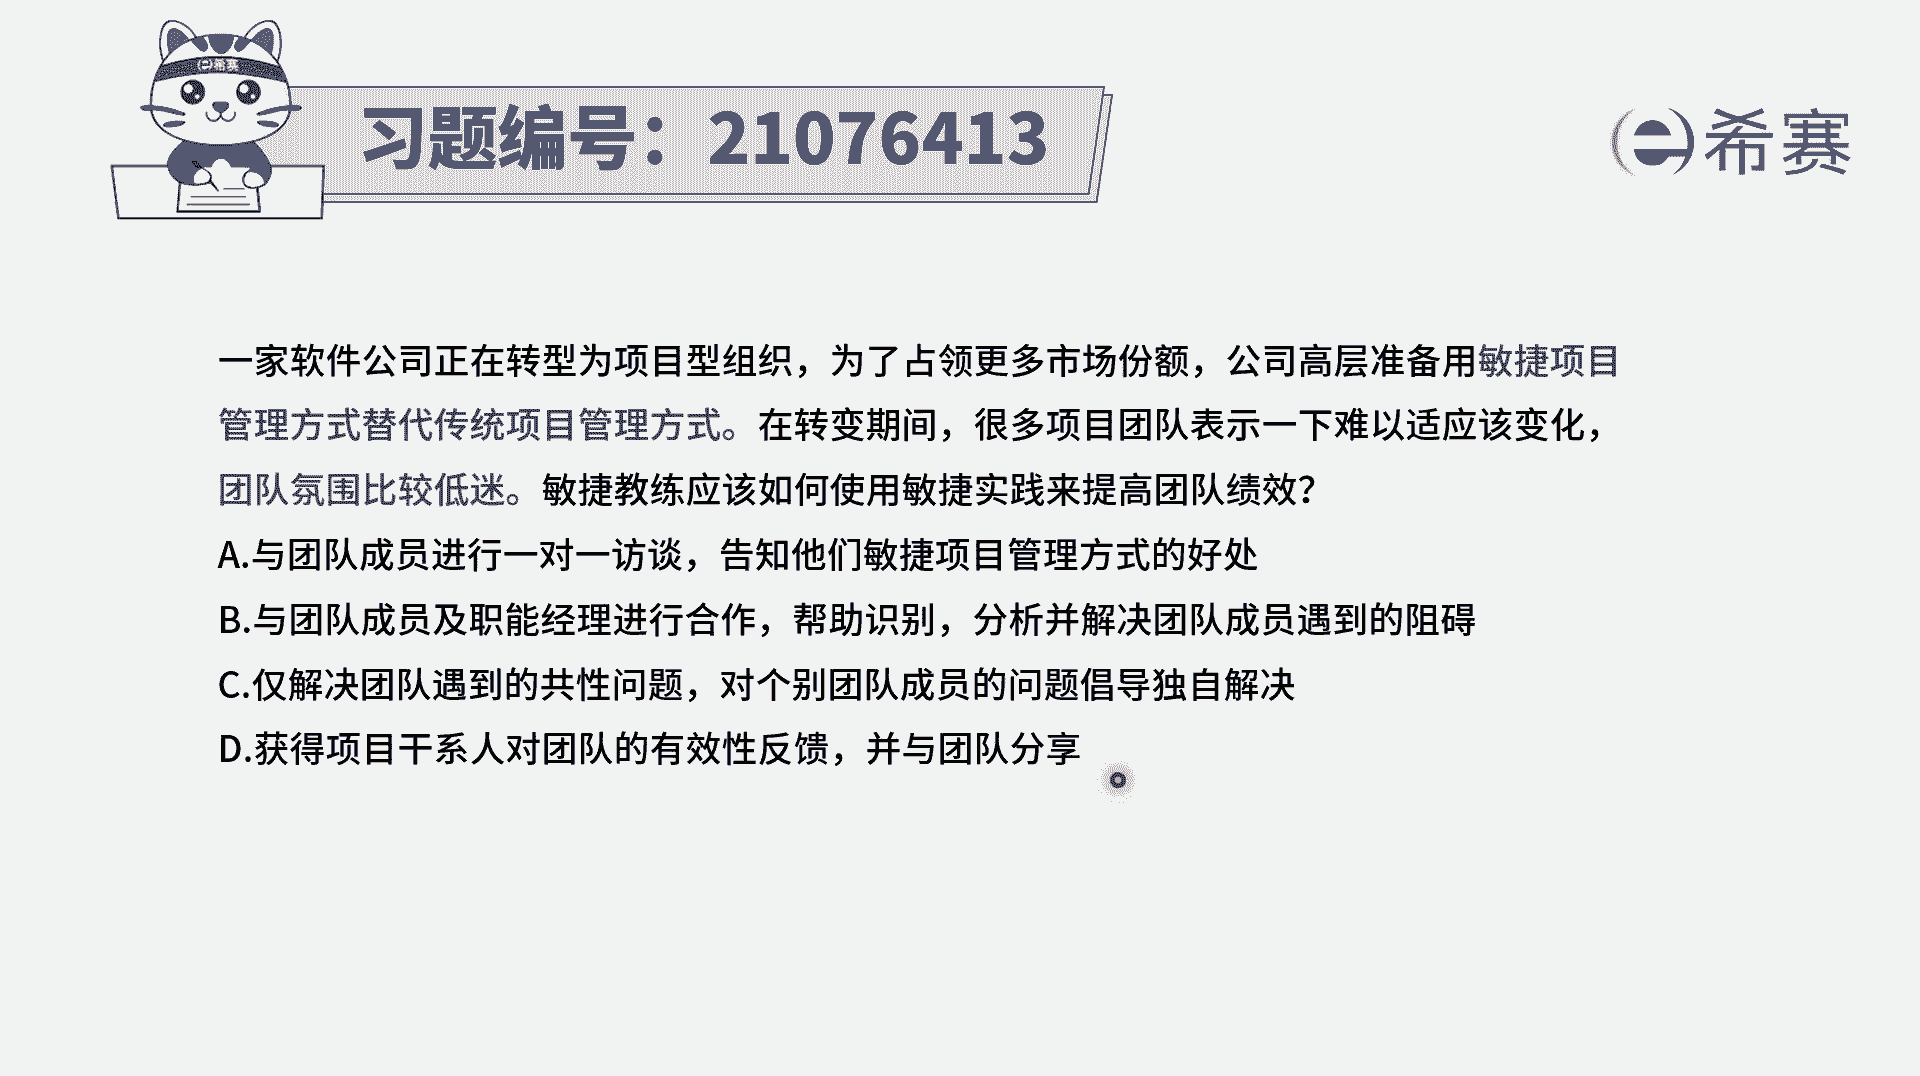 希赛
习题编号：21076413
希赛
一家软件公司正在转型为项目型组织，为了占领更多市场份额，公司高层准备用敏捷项目
管理方式替代传统项目管理方式。在转变期间，很多项目团队表示一下难以适应该变化，
团队氛围比较低迷。敏捷教练应该如何使用敏捷实践来提高团队绩效？
A.与团队成员进行一对一访谈，告知他们敏捷项目管理方式的好处
B.与团队成员及职能经理进行合作，帮助识别，分析并解决团队成员遇到的阻碍
C.仅解决团队遇到的共性问题，对个别团队成员的问题倡导独自解决
D.获得项目干系人对团队的有效性反馈，并与团队分享